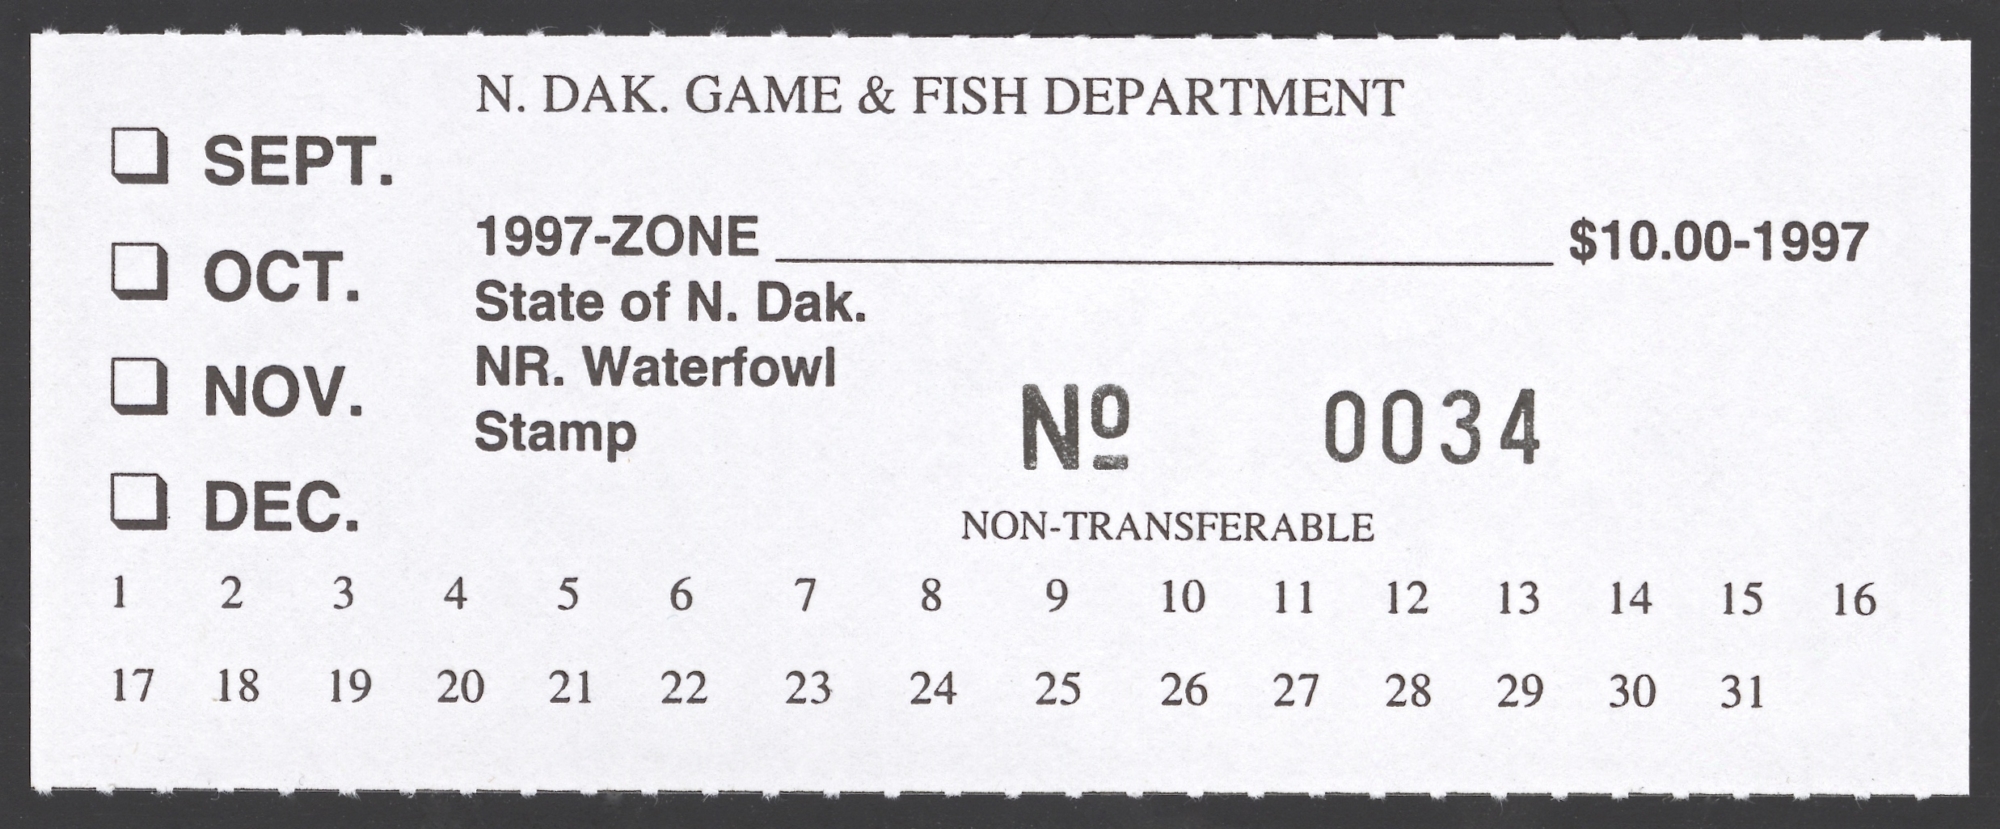 N. DAK. GAME & FISH DEPARTMENT
SEPT.
OCT.
NOV.
DEC.
1997-ZONE ____________________ $10.00-1997
State of N. Dak.
NR. Waterfowl
Stamp
Nº 0034
NON-TRANSFERABLE
1 2 3 4 5 6 7 8 9 10 11 12 13 14 15 16
17 18 19 20 21 22 23 24 25 26 27 28 29 30 31